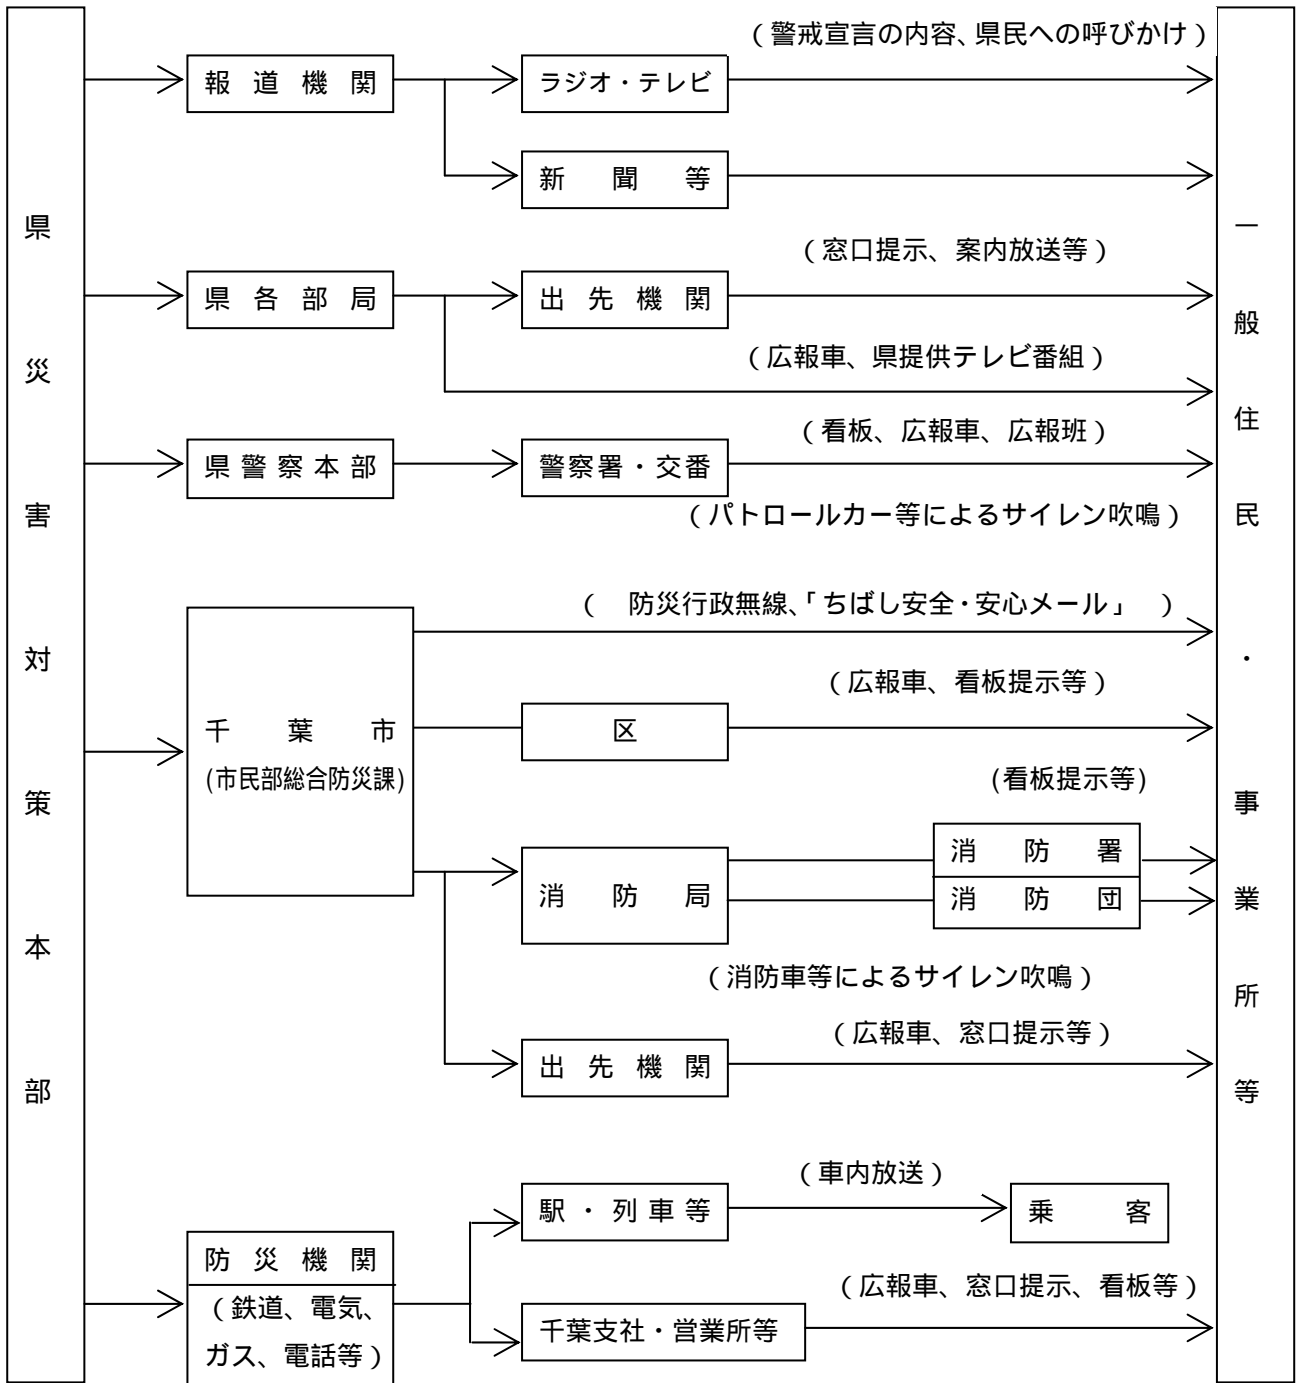 県災害対策本部
（警戒宣言の内容、県民への呼びかけ）
報道機関
ラジオ・テレビ
新聞等
（窓口提示、案内放送等）
県各部局
出先機関
（広報車、県提供テレビ番組）
（看板、広報車、広報班）
県警察本部
警察署・交番
（パトロールカー等によるサイレン吹鳴）
（　防災行政無線、「ちばし安全・安心メール」　）
千葉市
(市民部総合防災課)
（広報車、看板提示等）
区
(看板提示等)
消防局
消防署
消防団
（消防車等によるサイレン吹鳴）
（広報車、窓口提示等）
出先機関
（車内放送）
駅・列車等
乗客
防災機関
（鉄道、電気、
ガス、電話等）
（広報車、窓口提示、看板等）
千葉支社・営業所等
一般住民・事業所等